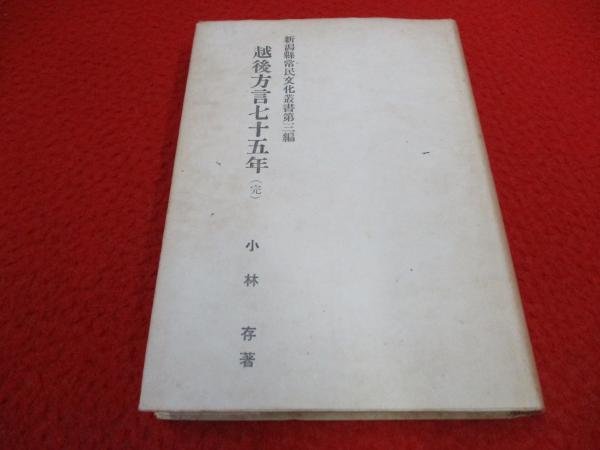 新潟縣常民文化叢書第三編
越後方言七十五年（完）
小林存著